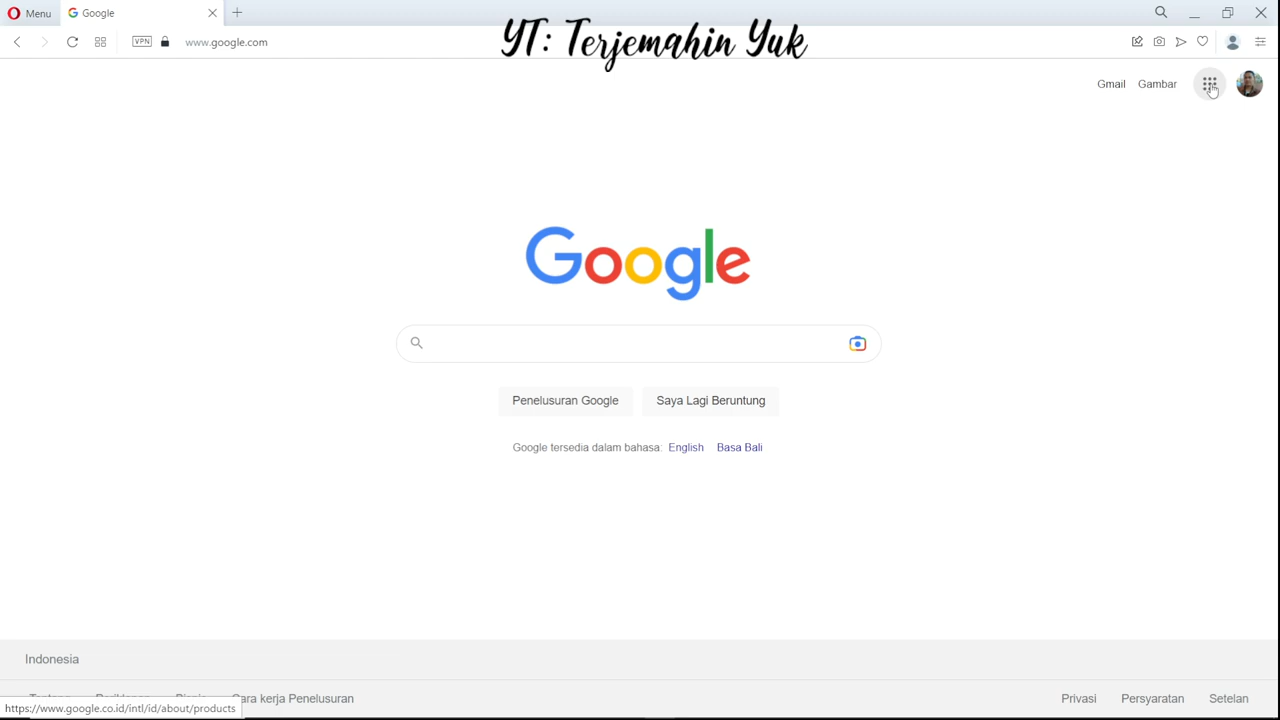 Menu
Google
VPN
www.google.com
YT: Terjemahin Yuk
Gmail
Gambar
Google
Penelusuran Google
Saya Lagi Beruntung
Google tersedia dalam bahasa: English Basa Bali
Indonesia
Cara kerja Penelusuran
Privasi
Persyaratan
Setelan
https://www.google.co.id/intl/id/about/products